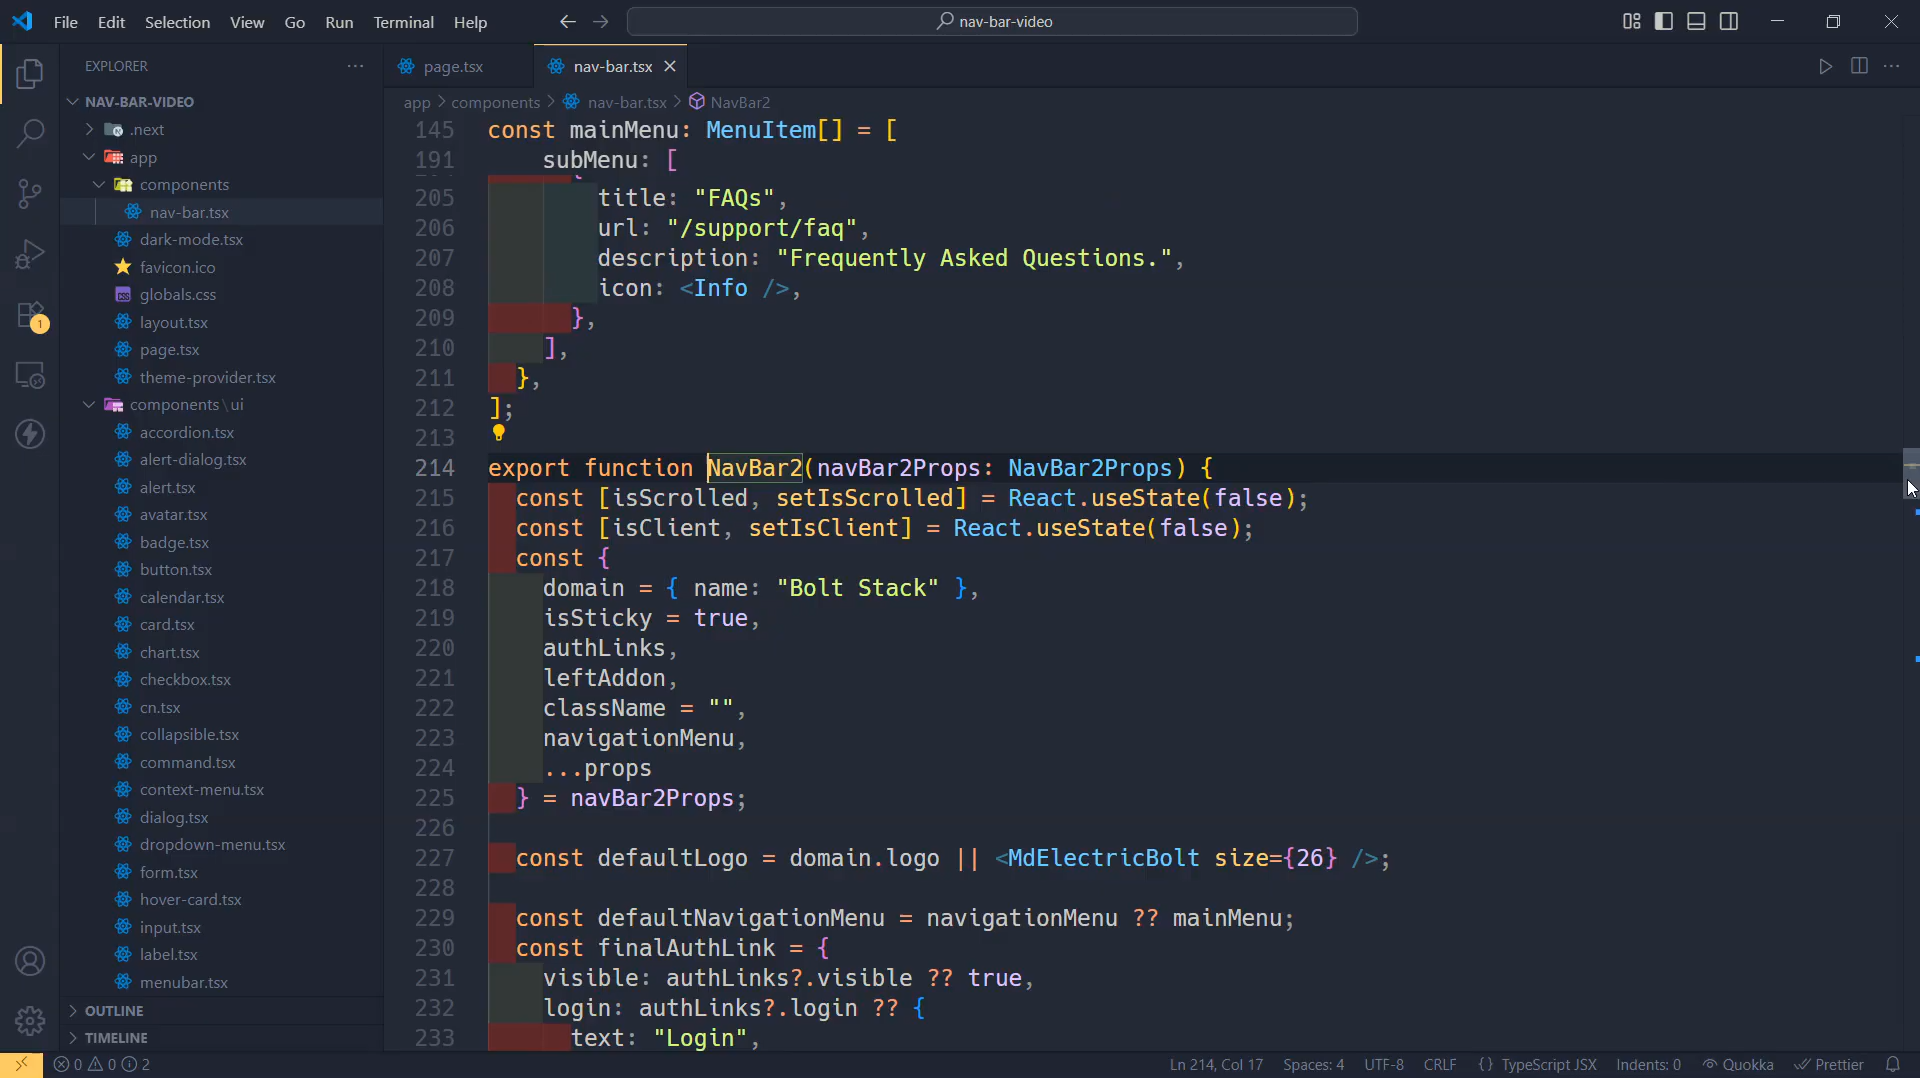 File Edit Selection View Go Run Terminal Help
nav-bar-video
EXPLORER
NAV-BAR-VIDEO
.next
app
components
nav-bar.tsx
dark-mode.tsx
favicon.ico
globals.css
layout.tsx
page.tsx
theme-provider.tsx
components\ui
accordion.tsx
alert-dialog.tsx
alert.tsx
avatar.tsx
badge.tsx
button.tsx
calendar.tsx
card.tsx
chart.tsx
checkbox.tsx
cn.tsx
collapsible.tsx
command.tsx
context-menu.tsx
dialog.tsx
dropdown-menu.tsx
form.tsx
hover-card.tsx
input.tsx
label.tsx
menubar.tsx
OUTLINE
TIMELINE
1
page.tsx nav-bar.tsx
app > components > nav-bar.tsx > NavBar2
145 const mainMenu: MenuItem[] = [
191 subMenu: [
205 title: "FAQs",
206 url: "/support/faq",
207 description: "Frequently Asked Questions.",
208 icon: <Info />,
209 },
210 ],
211 },
212 ];
213
214 export function NavBar2(navBar2Props: NavBar2Props) {
215 const [isScrolled, setIsScrolled] = React.useState(false);
216 const [isClient, setIsClient] = React.useState(false);
217 const {
218 domain = { name: "Bolt Stack" },
219 isSticky = true,
220 authLinks,
221 leftAddon,
222 className = "",
223 navigationMenu,
224 ...props
225 } = navBar2Props;
226
227 const defaultLogo = domain.logo || <MdElectricBolt size={26} />;
228
229 const defaultNavigationMenu = navigationMenu ?? mainMenu;
230 const finalAuthLink = {
231 visible: authLinks?.visible ?? true,
232 login: authLinks?.login ?? {
233 text: "Login",
0 0 2 Ln 214, Col 17 Spaces: 4 UTF-8 CRLF {} TypeScript JSX Indents: 0 Quokka Prettier